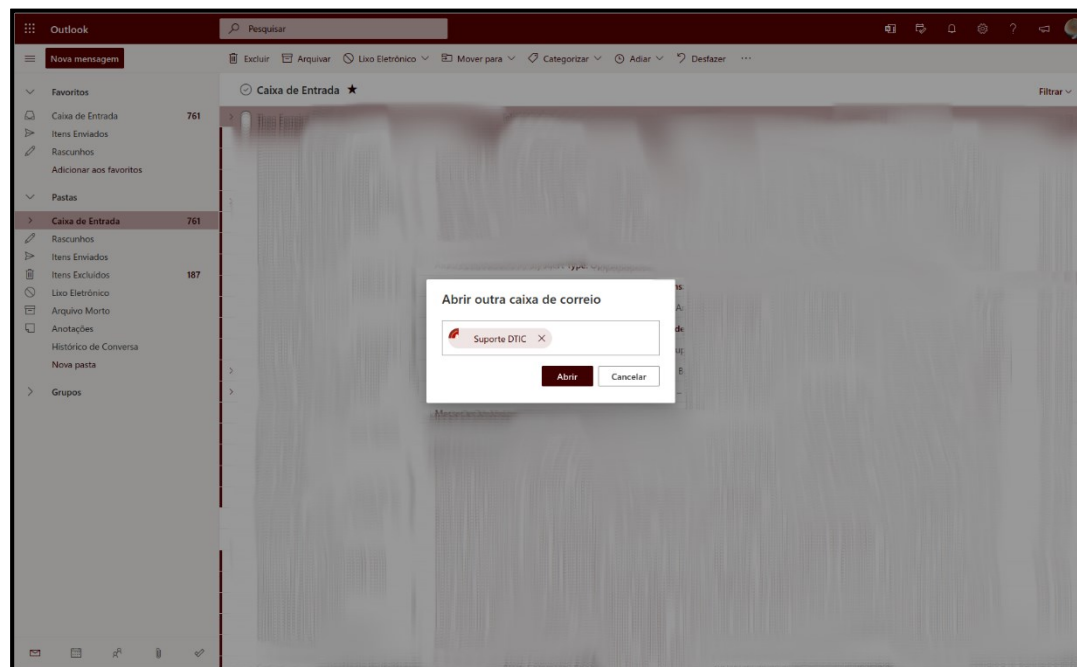 Outlook
Pesquisar
Nova mensagem
Excluir Arquivar Lixo Eletrônico Mover para Categorizar Adiar Desfazer ...
Favoritos
Caixa de Entrada 761
Itens Enviados
Rascunhos
Adicionar aos favoritos
Pastas
Caixa de Entrada 761
Rascunhos
Itens Enviados
Itens Excluídos 187
Lixo Eletrônico
Arquivo Morto
Anotações
Histórico de Conversa
Nova pasta
Grupos
Caixa de Entrada
Filtrar
Abrir outra caixa de correio
Suporte DTIC
Abrir Cancelar